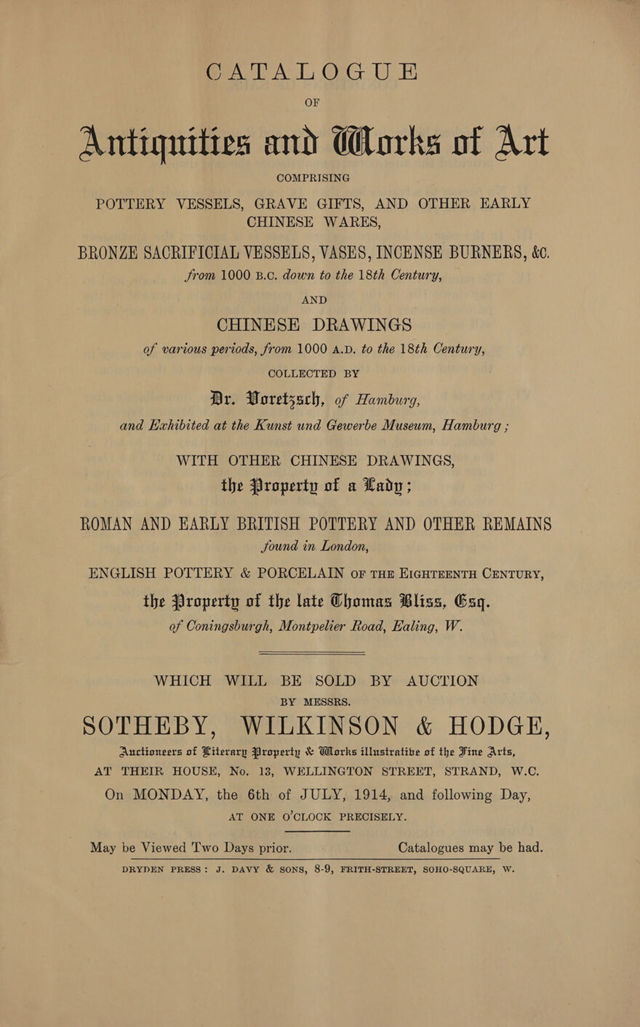 CATALOGUE
OF
Antiquities and Works of Art
COMPRISING
POTTERY VESSELS, GRAVE GIFTS, AND OTHER EARLY
CHINESE WARES,
BRONZE SACRIFICIAL VESSELS, VASES, INCENSE BURNERS, &c.
from 1000 B.C. down to the 18th Century,
AND
CHINESE DRAWINGS
of various periods, from 1000 A.D. to the 18th Century,
COLLECTED BY
Dr. Voretzsch, of Hamburg,
and Exhibited at the Kunst und Gewerbe Museum, Hamburg;
WITH OTHER CHINESE DRAWINGS,
the Property of a Lady;
ROMAN AND EARLY BRITISH POTTERY AND OTHER REMAINS
found in London,
ENGLISH POTTERY & PORCELAIN OF THE EIGHTEENTH CENTURY,
the Property of the late Thomas Bliss, Esq.
of Coningsburgh, Montpelier Road, Ealing, W.
WHICH WILL BE SOLD BY AUCTION
BY MESSRS.
SOTHEBY, WILKINSON & HODGE,
Auctioneers of Literary Property & Works illustrative of the Fine Arts,
AT THEIR HOUSE, No. 13, WELLINGTON STREET, STRAND, W.C.
On MONDAY, the 6th of JULY, 1914, and following Day,
AT ONE O'CLOCK PRECISELY.
May be Viewed Two Days prior. Catalogues may be had.
DRYDEN PRESS: J. DAVY & SONS, 8-9, FRITH-STREET, SOHO-SQUARE, W.